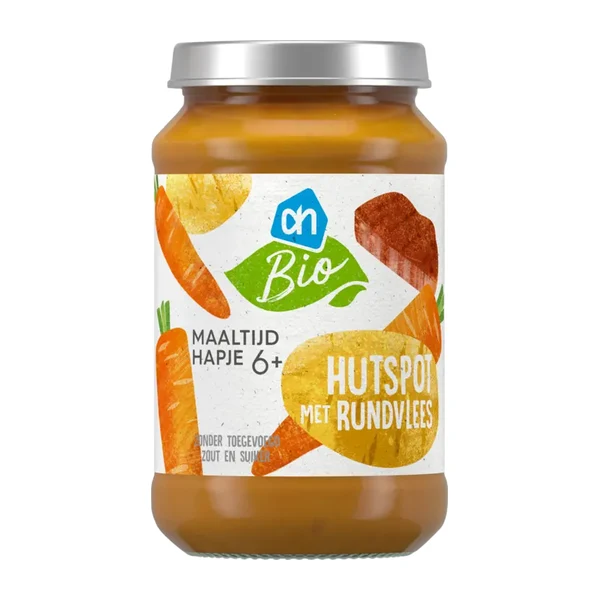 ah
Bio
MAALTIJD
HAPJE 6+
HUTSPOT
MET RUNDVLEES
ZONDER TOEGEVOEGD
ZOUT EN SUIKER